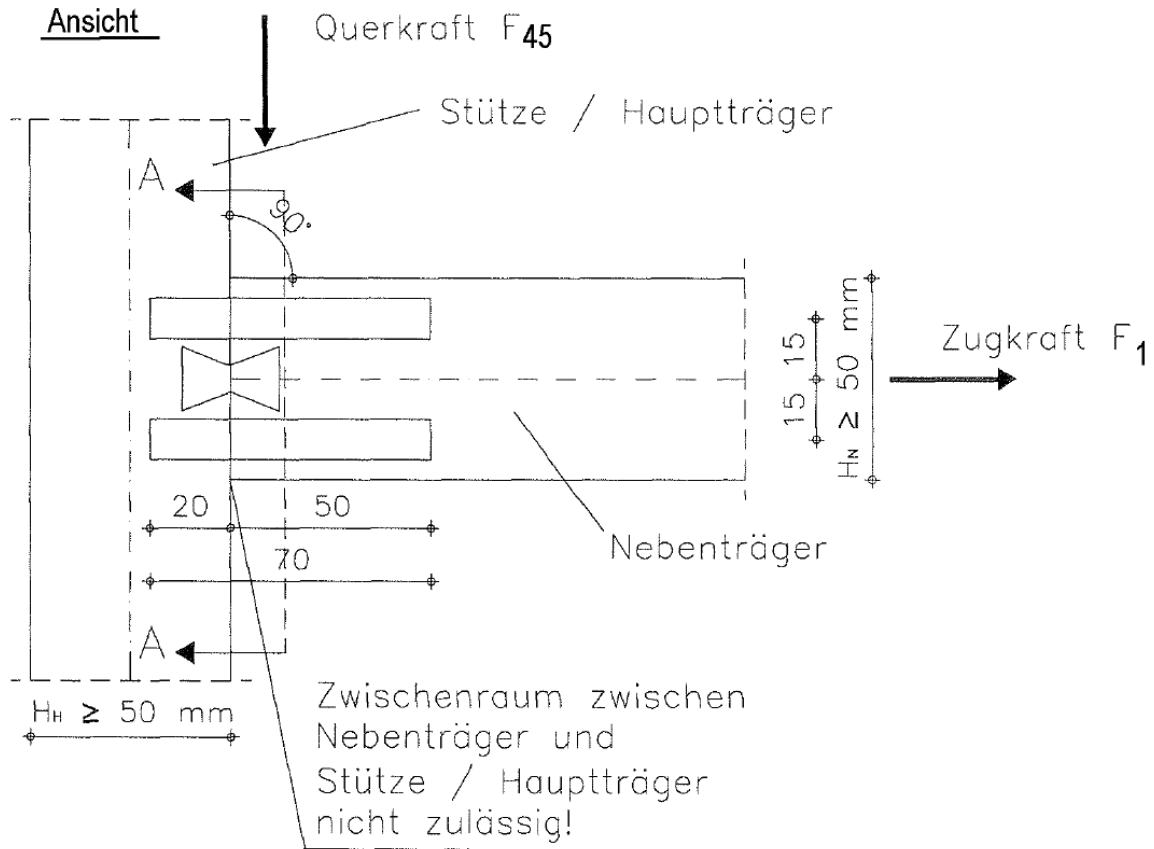 Ansicht
Querkraft F45
Stütze / Hauptträger
A
90°
15
15
HN ≥ 50 mm
Zugkraft F1
20
50
70
Nebenträger
A
HH ≥ 50 mm
Zwischenraum zwischen
Nebenträger und
Stütze / Hauptträger
nicht zulässig!